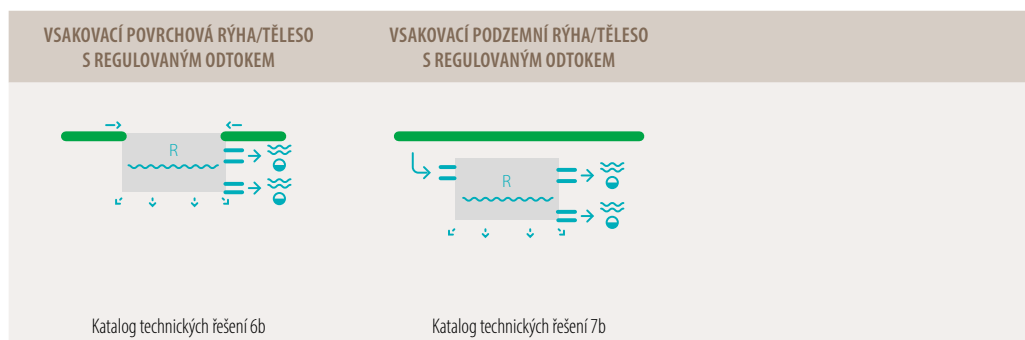 VSAKOVACÍ POVRCHOVÁ RÝHA/TĚLESO
S REGULOVANÝM ODTOKEM
VSAKOVACÍ PODZEMNÍ RÝHA/TĚLESO
S REGULOVANÝM ODTOKEM
R
R
Katalog technických řešení 6b
Katalog technických řešení 7b